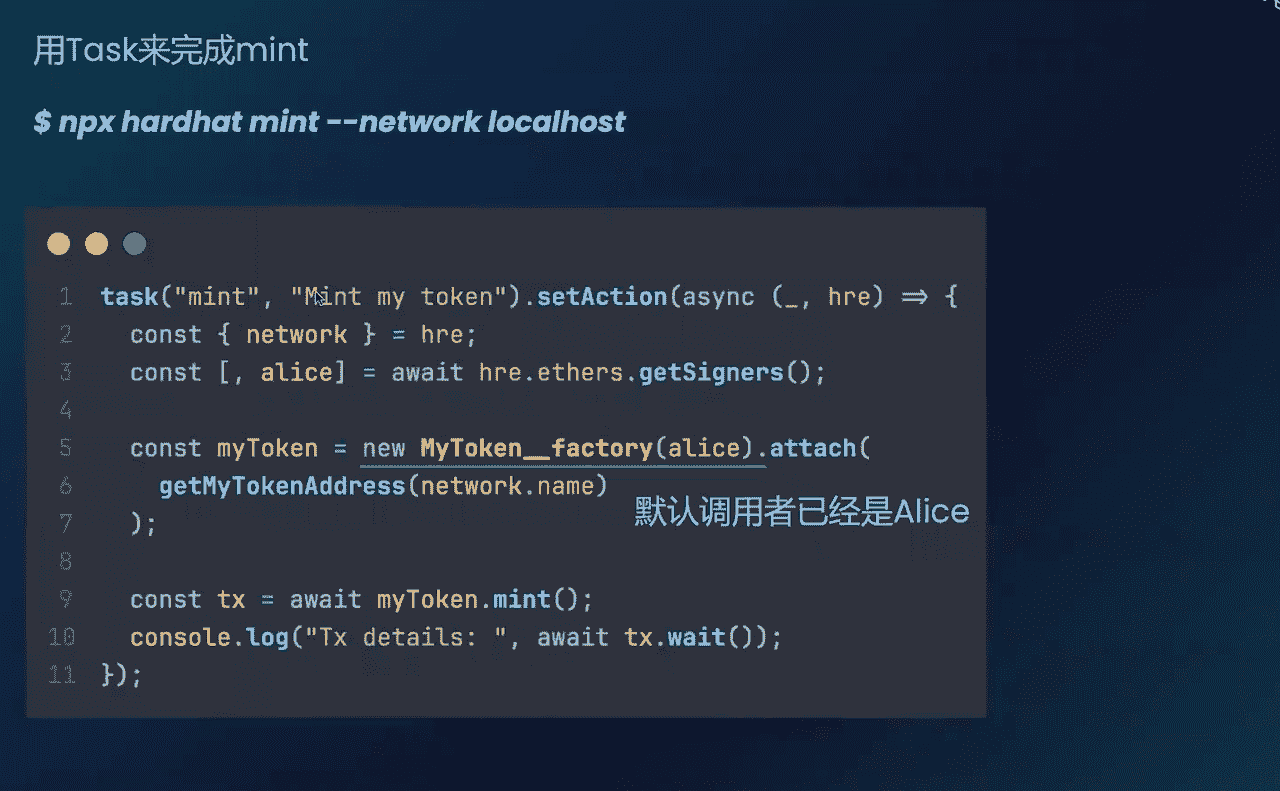 用Task来完成mint
$ npx hardhat mint --network localhost
1 task("mint", "Mint my token").setAction(async (_, hre) => {
2 const { network } = hre;
3 const [, alice] = await hre.ethers.getSigners();
4
5 const myToken = new MyToken__factory(alice).attach(
6 getMyTokenAddress(network.name)
默认调用者已经是Alice
7 );
8
9 const tx = await myToken.mint();
10 console.log("Tx details: ", await tx.wait());
11 });